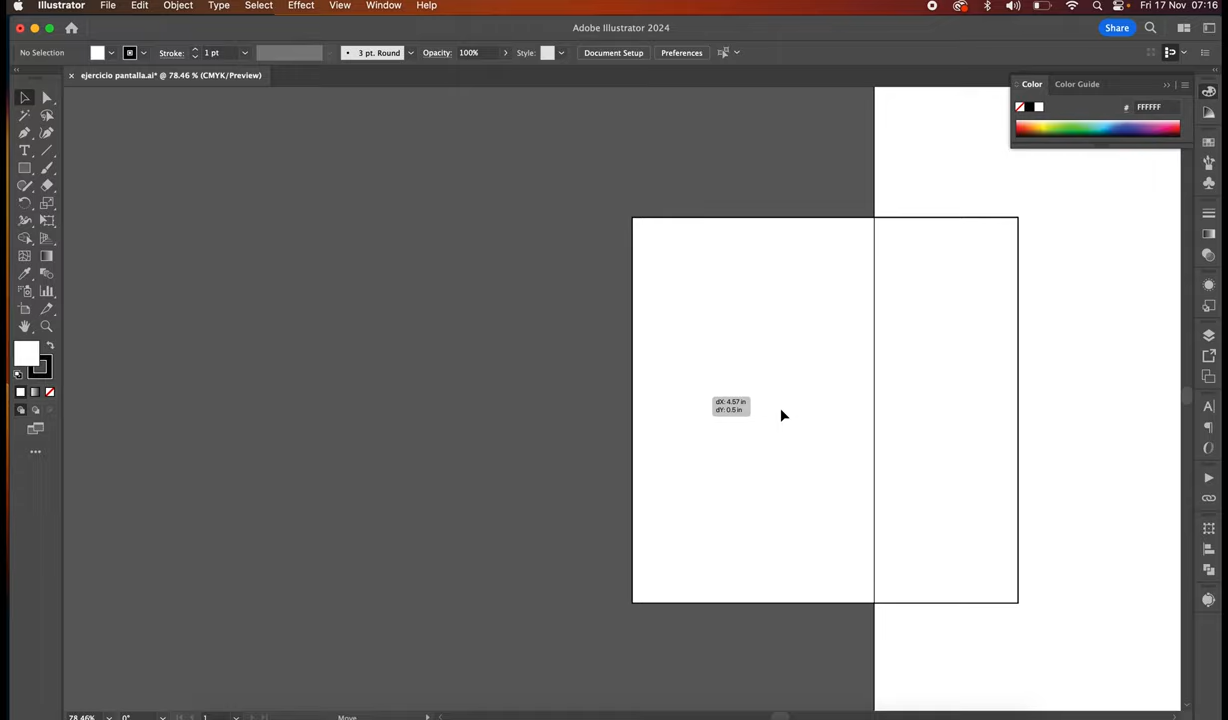 Illustrator File Edit Object Type Select Effect View Window Help Fri 17 Nov 07:16
Adobe Illustrator 2024 Share
No Selection Stroke: 1 pt 3 pt. Round Opacity: 100% Style: Document Setup Preferences
ejercicio pantalla.ai* @ 78.46 % (CMYK/Preview)
Color Color Guide
# FFFFFF
dX: 4.57 in
dY: 0.5 in
78.46% 0° 1 Move